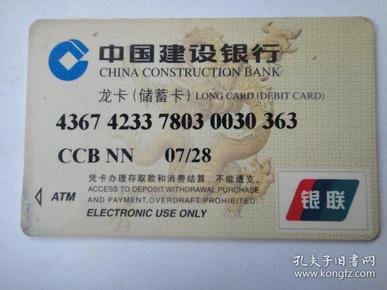 中国建设银行
CHINA CONSTRUCTION BANK
龙卡(储蓄卡) LONG CARD (DEBIT CARD)
4367 4233 7803 0030 363
CCB NN 07/28
凭卡办理存取款和消费结算，不能透支。
ACCESS TO DEPOSIT.WITHDRAWAL.PURCHASE
AND PAYMENT,OVERDRAFT PROHIBITED.
ATM
ELECTRONIC USE ONLY
银联
孔夫子旧书网
www.kongfz.com